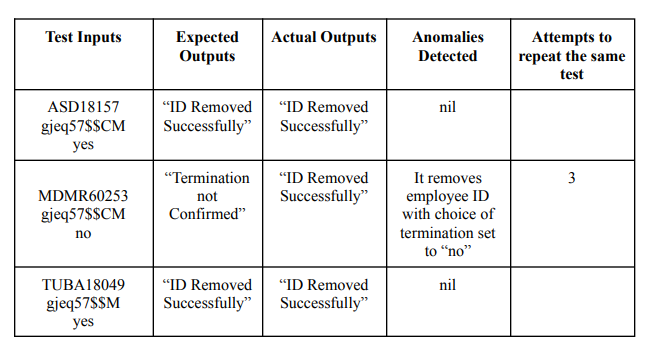 Test Inputs
Expected
Outputs
Actual Outputs
Anomalies
Detected
Attempts to
repeat the same
test
ASD18157
gjeq57$$CM
yes
“ID Removed
Successfully”
“ID Removed
Successfully”
nil
MDMR60253
gjeq57$$CM
no
“Termination
not
Confirmed”
“ID Removed
Successfully”
It removes
employee ID
with choice of
termination set
to “no”
3
TUBA18049
gjeq57$$M
yes
“ID Removed
Successfully”
“ID Removed
Successfully”
nil